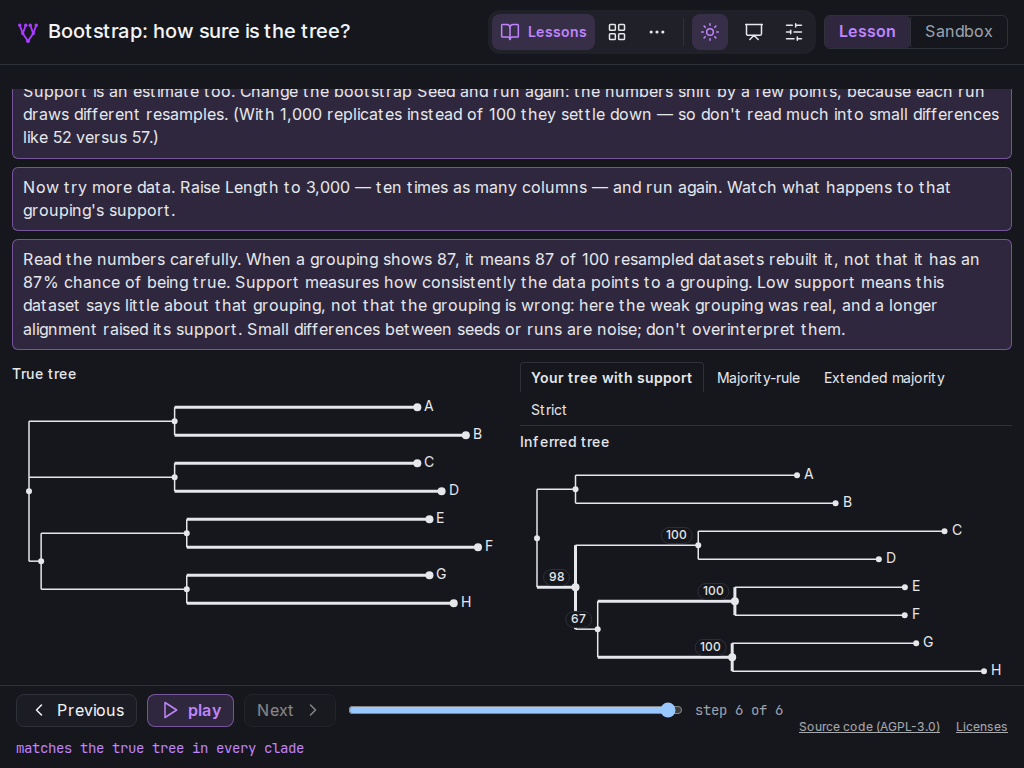 Bootstrap: how sure is the tree?
Lessons
Lesson
Sandbox
Support is an estimate too. Change the bootstrap Seed and run again: the numbers shift by a few points, because each run
draws different resamples. (With 1,000 replicates instead of 100 they settle down — so don't read much into small differences
like 52 versus 57.)
Now try more data. Raise Length to 3,000 — ten times as many columns — and run again. Watch what happens to that
grouping's support.
Read the numbers carefully. When a grouping shows 87, it means 87 of 100 resampled datasets rebuilt it, not that it has an
87% chance of being true. Support measures how consistently the data points to a grouping. Low support means this
dataset says little about that grouping, not that the grouping is wrong: here the weak grouping was real, and a longer
alignment raised its support. Small differences between seeds or runs are noise; don't overinterpret them.
True tree
A
B
C
D
E
F
G
H
Your tree with support
Majority-rule
Extended majority
Strict
Inferred tree
A
B
100
C
D
98
100
E
F
67
100
G
H
Previous
play
Next
step 6 of 6
Source code (AGPL-3.0)
Licenses
matches the true tree in every clade